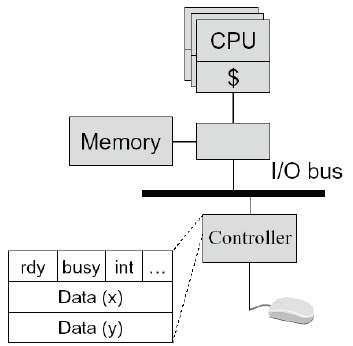 CPU
$
Memory
I/O bus
Controller
rdy busy int ...
Data (x)
Data (y)